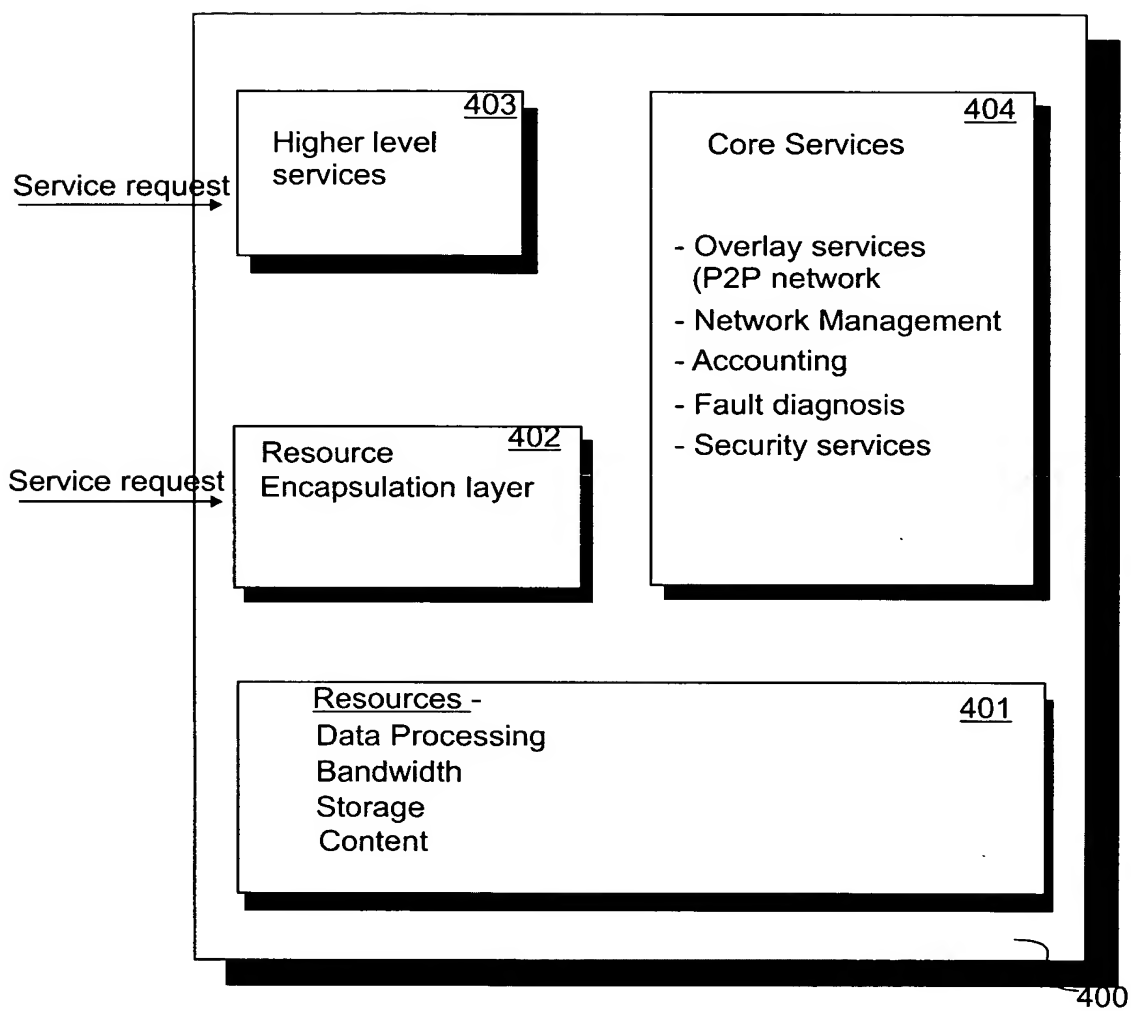 403
Higher level
services
Service request
404
Core Services
- Overlay services
(P2P network
- Network Management
- Accounting
- Fault diagnosis
- Security services
402
Resource
Encapsulation layer
Service request
Resources -
401
Data Processing
Bandwidth
Storage
Content
400